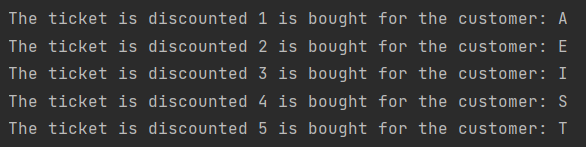 The ticket is discounted 1 is bought for the customer: A
The ticket is discounted 2 is bought for the customer: E
The ticket is discounted 3 is bought for the customer: I
The ticket is discounted 4 is bought for the customer: S
The ticket is discounted 5 is bought for the customer: T